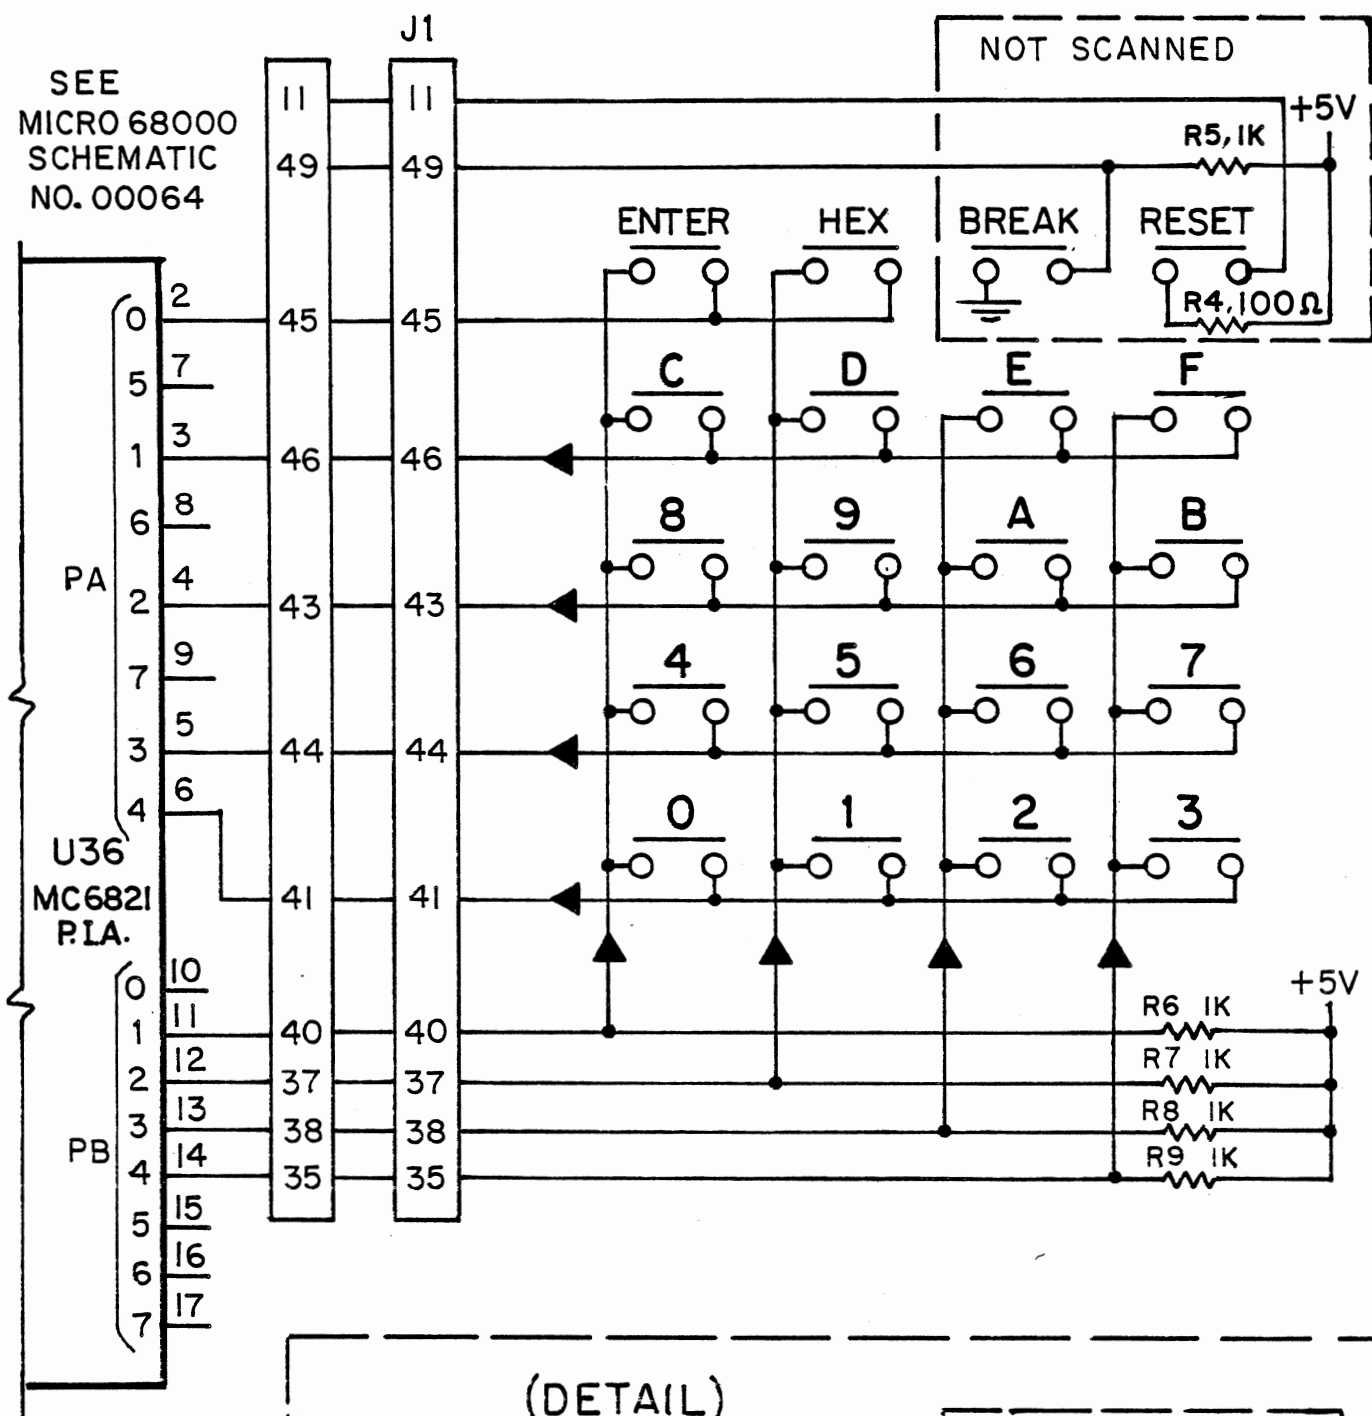 J1
NOT SCANNED
SEE
MICRO 68000
SCHEMATIC
NO. 00064
11 11
+5V
R5, 1K
49 49
ENTER HEX BREAK RESET
R4, 100Ω
0 2 45 45
5 7
C D E F
1 3 46 46
6 8
8 9 A B
PA
2 4 43 43
7 9
4 5 6 7
3 5 44 44
4 6
0 1 2 3
U36
MC6821
P.I.A.
41 41
0 10
+5V
R6 1K
1 11 40 40
R7 1K
2 12 37 37
R8 1K
3 13 38 38
PB
R9 1K
4 14 35 35
5 15
6 16
7 17
(DETAIL)